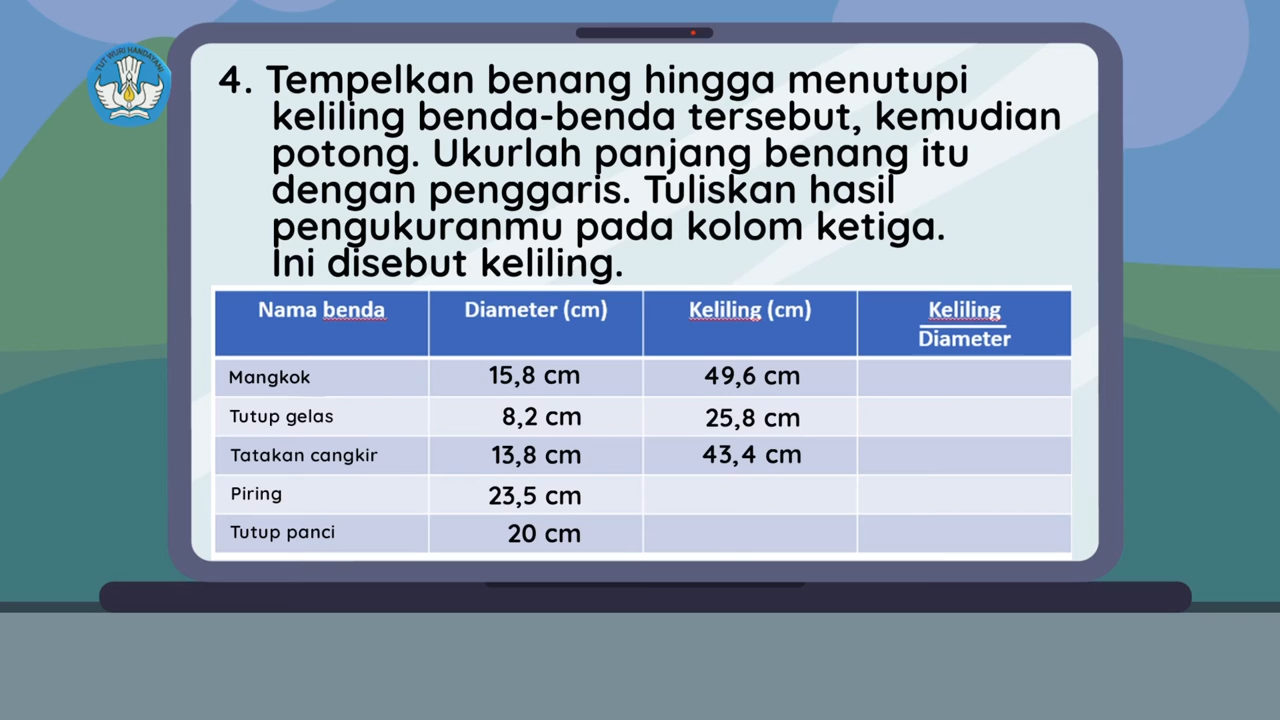 TUT WURI HANDAYANI
4. Tempelkan benang hingga menutupi
keliling benda-benda tersebut, kemudian
potong. Ukurlah panjang benang itu
dengan penggaris. Tuliskan hasil
pengukuranmu pada kolom ketiga.
Ini disebut keliling.
Nama benda Diameter (cm) Keliling (cm) Keliling
Diameter
Mangkok 15,8 cm 49,6 cm
Tutup gelas 8,2 cm 25,8 cm
Tatakan cangkir 13,8 cm 43,4 cm
Piring 23,5 cm
Tutup panci 20 cm